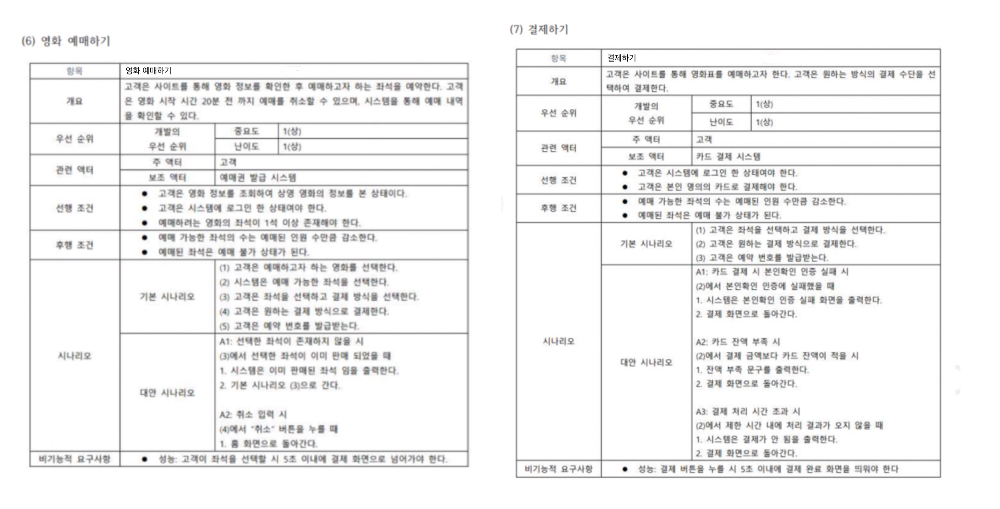 (6) 영화 예매하기
항목
영화 예매하기
개요
고객은 사이트를 통해 영화 정보를 확인한 후 예매하고자 하는 좌석을 예약한다. 고객
은 영화 시작 시간 20분 전 까지 예매를 취소할 수 있으며, 시스템을 통해 예매 내역
을 확인할 수 있다.
우선 순위
개발의
우선 순위
중요도
1(상)
난이도
1(상)
관련 액터
주 액터
고객
보조 액터
예매권 발급 시스템
선행 조건
● 고객은 영화 정보를 조회하여 상영 영화의 정보를 본 상태이다.
● 고객은 시스템에 로그인 한 상태여야 한다.
● 예매하려는 영화의 좌석이 1석 이상 존재해야 한다.
후행 조건
● 예매 가능한 좌석의 수는 예매된 인원 수만큼 감소한다.
● 예매된 좌석은 예매 불가 상태가 된다.
시나리오
기본 시나리오
(1) 고객은 예매하고자 하는 영화를 선택한다.
(2) 시스템은 예매 가능한 좌석을 선택한다.
(3) 고객은 좌석을 선택하고 결제 방식을 선택한다.
(4) 고객은 원하는 결제 방식으로 결제한다.
(5) 고객은 예약 번호를 발급받는다.
대안 시나리오
A1: 선택한 좌석이 존재하지 않을 시
(3)에서 선택한 좌석이 이미 판매 되었을 때
1. 시스템은 이미 판매된 좌석 임을 출력한다.
2. 기본 시나리오 (3)으로 간다.
A2: 취소 입력 시
(4)에서 "취소" 버튼을 누를 때
1. 홈 화면으로 돌아간다.
비기능적 요구사항
● 성능: 고객이 좌석을 선택할 시 5초 이내에 결제 화면으로 넘어가야 한다.
(7) 결제하기
항목
결제하기
개요
고객은 사이트를 통해 영화표를 예매하고자 한다. 고객은 원하는 방식의 결제 수단을 선
택하여 결제한다.
우선 순위
개발의
우선 순위
중요도
1(상)
난이도
1(상)
관련 액터
주 액터
고객
보조 액터
카드 결제 시스템
선행 조건
● 고객은 시스템에 로그인 한 상태여야 한다.
● 고객은 본인 명의의 카드로 결제해야 한다.
후행 조건
● 예매 가능한 좌석의 수는 예매된 인원 수만큼 감소한다.
● 예매된 좌석은 예매 불가 상태가 된다.
시나리오
기본 시나리오
(1) 고객은 좌석을 선택하고 결제 방식을 선택한다.
(2) 고객은 원하는 결제 방식으로 결제한다.
(3) 고객은 예약 번호를 발급받는다.
대안 시나리오
A1: 카드 결제 시 본인확인 인증 실패 시
(2)에서 본인확인 인증에 실패했을 때
1. 시스템은 본인확인 인증 실패 화면을 출력한다.
2. 결제 화면으로 돌아간다.
A2: 카드 잔액 부족 시
(2)에서 결제 금액보다 카드 잔액이 적을 시
1. 잔액 부족 문구를 출력한다.
2. 결제 화면으로 돌아간다.
A3: 결제 처리 시간 초과 시
(2)에서 제한 시간 내에 처리 결과가 오지 않을 때
1. 시스템은 결제가 안 됨을 출력한다.
2. 결제 화면으로 돌아간다.
비기능적 요구사항
● 성능: 결제 버튼을 누를 시 5초 이내에 결제 완료 화면을 띄워야 한다